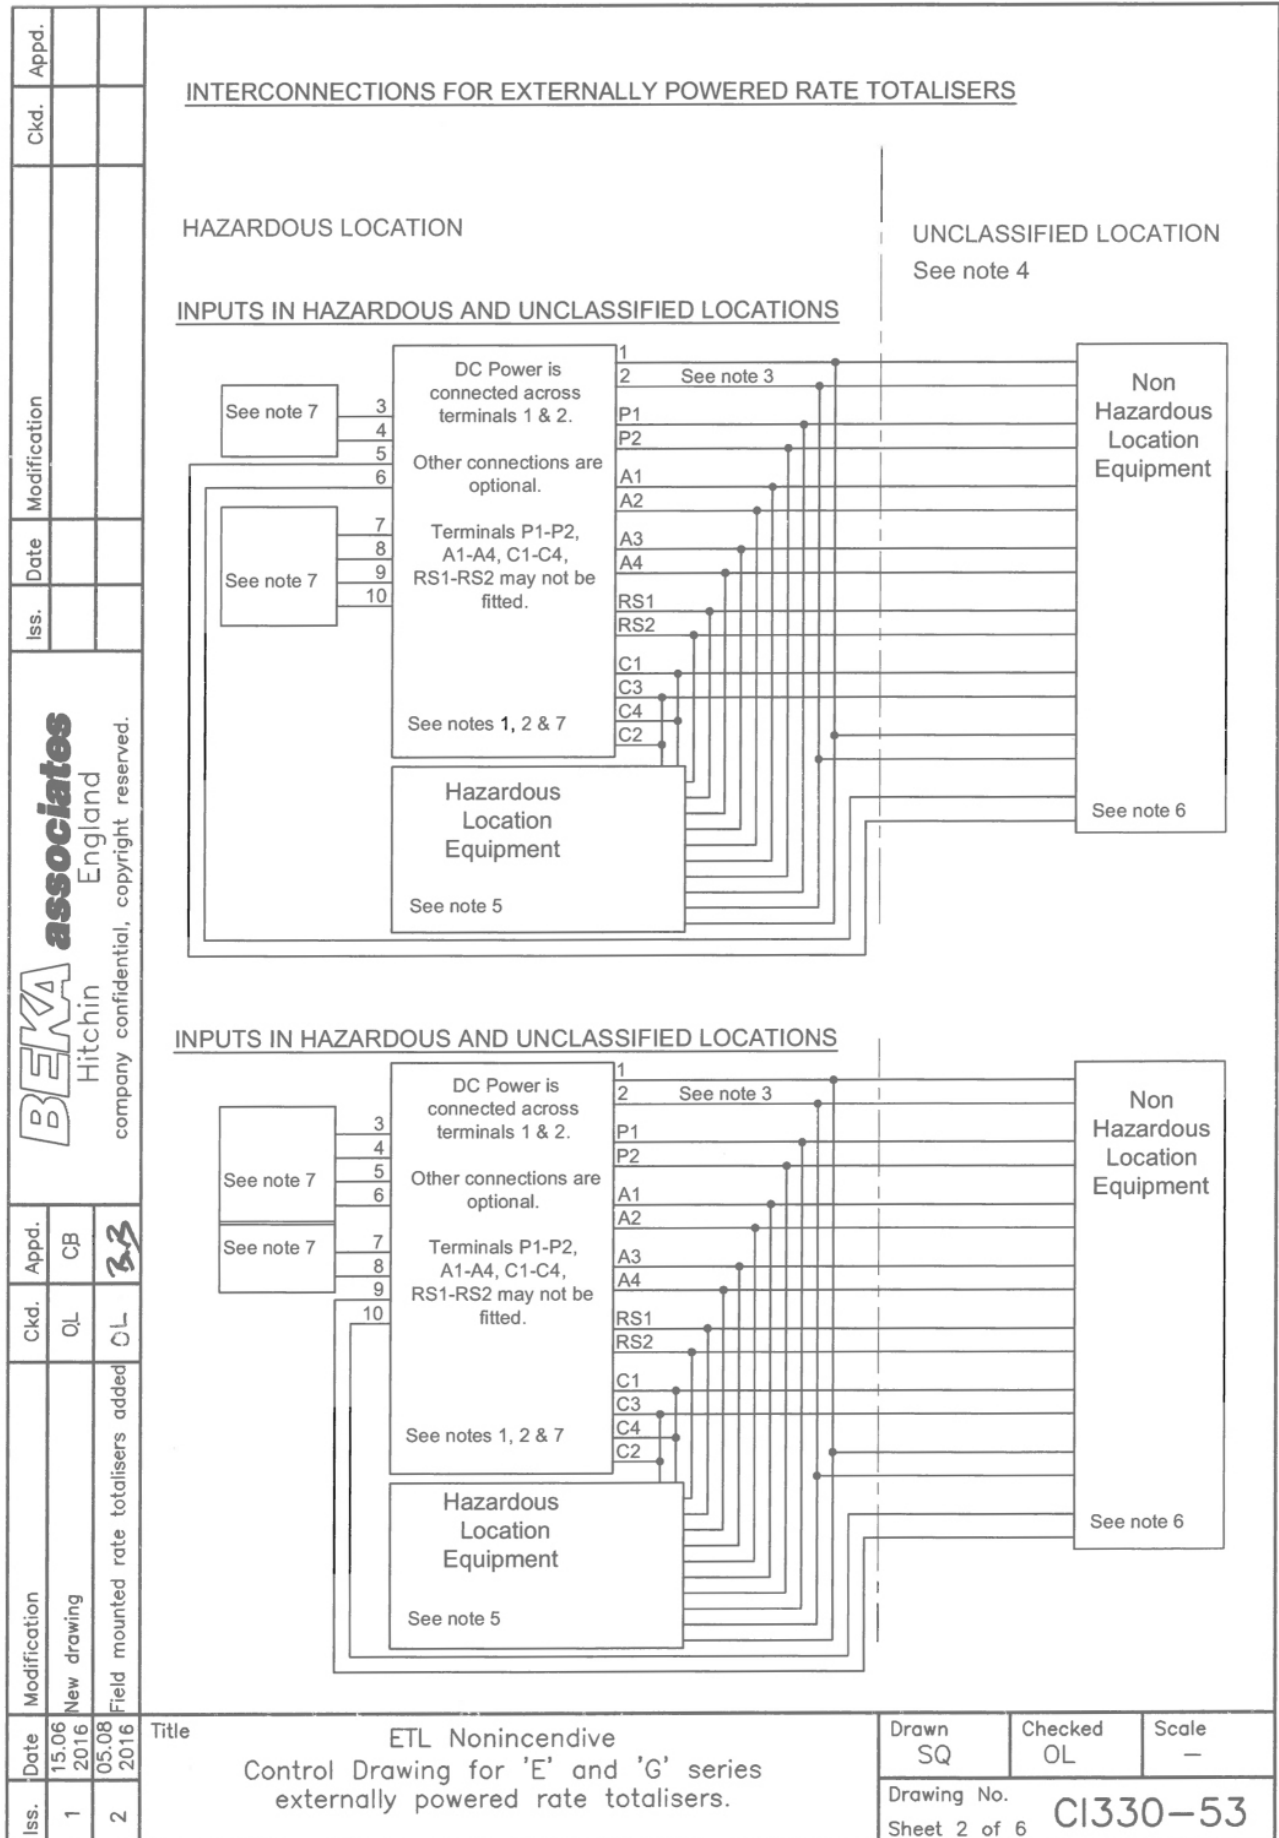 INTERCONNECTIONS FOR EXTERNALLY POWERED RATE TOTALISERS
HAZARDOUS LOCATION
UNCLASSIFIED LOCATION
See note 4
INPUTS IN HAZARDOUS AND UNCLASSIFIED LOCATIONS
See note 7
3
4
5
6
See note 7
7
8
9
10
DC Power is
connected across
terminals 1 & 2.
Other connections are
optional.
Terminals P1-P2,
A1-A4, C1-C4,
RS1-RS2 may not be
fitted.
See notes 1, 2 & 7
1
2
See note 3
P1
P2
A1
A2
A3
A4
RS1
RS2
C1
C3
C4
C2
Non
Hazardous
Location
Equipment
See note 6
Hazardous
Location
Equipment
See note 5
INPUTS IN HAZARDOUS AND UNCLASSIFIED LOCATIONS
See note 7
3
4
5
6
See note 7
7
8
9
10
DC Power is
connected across
terminals 1 & 2.
Other connections are
optional.
Terminals P1-P2,
A1-A4, C1-C4,
RS1-RS2 may not be
fitted.
See notes 1, 2 & 7
1
2
See note 3
P1
P2
A1
A2
A3
A4
RS1
RS2
C1
C3
C4
C2
Non
Hazardous
Location
Equipment
See note 6
Hazardous
Location
Equipment
See note 5
Iss. Date Modification Ckd. Appd.
BEKA associates
Hitchin England
company confidential, copyright reserved.
Iss. Date Modification Ckd. Appd.
1 15.06 2016 New drawing OL CB
2 05.08 2016 Field mounted rate totalisers added OL
Title
ETL Nonincendive
Control Drawing for 'E' and 'G' series
externally powered rate totalisers.
Drawn
SQ
Checked
OL
Scale
–
Drawing No.
Sheet 2 of 6
CI330–53